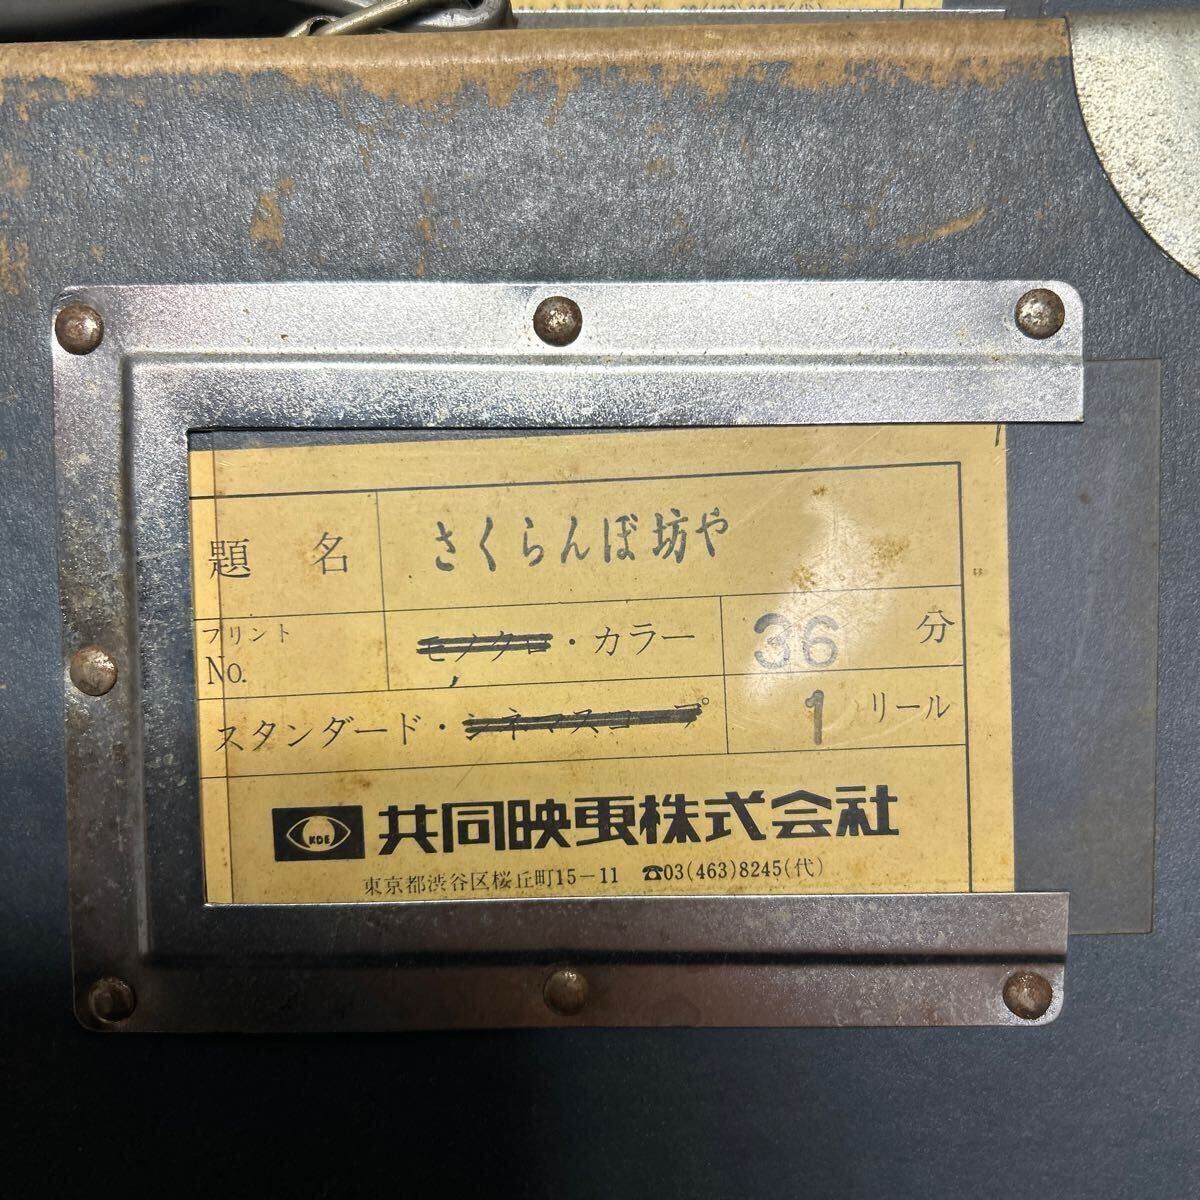 題名 さくらんぼ坊や
プリント
No. モノクロ・カラー 36 分
スタンダード・シネマスコープ 1 リール
KDE 共同映画株式会社
東京都渋谷区桜丘町15-11 ☎03(463)8245(代)